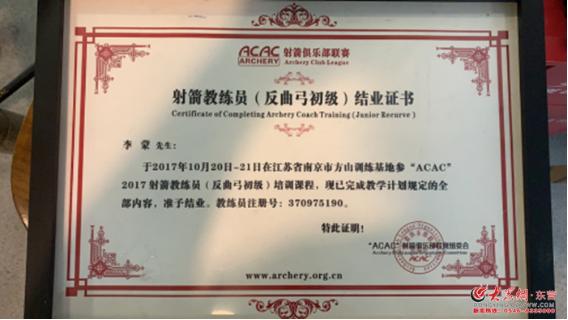 ACAC
ARCHERY
射箭俱乐部联赛
Archery Club League
射箭教练员（反曲弓初级）结业证书
Certificate of Completing Archery Coach Training (Junior Recurve)
李蒙 先生：
于2017年10月20日-21日在江苏省南京市方山训练基地参“ACAC”
2017射箭教练员（反曲弓初级）培训课程，现已完成教学计划规定的全
部内容，准予结业。教练员注册号：370975190。
特此证明！
“ACAC”射箭俱乐部联赛组委会
ACAC
www.archery.org.cn
大众网·东营